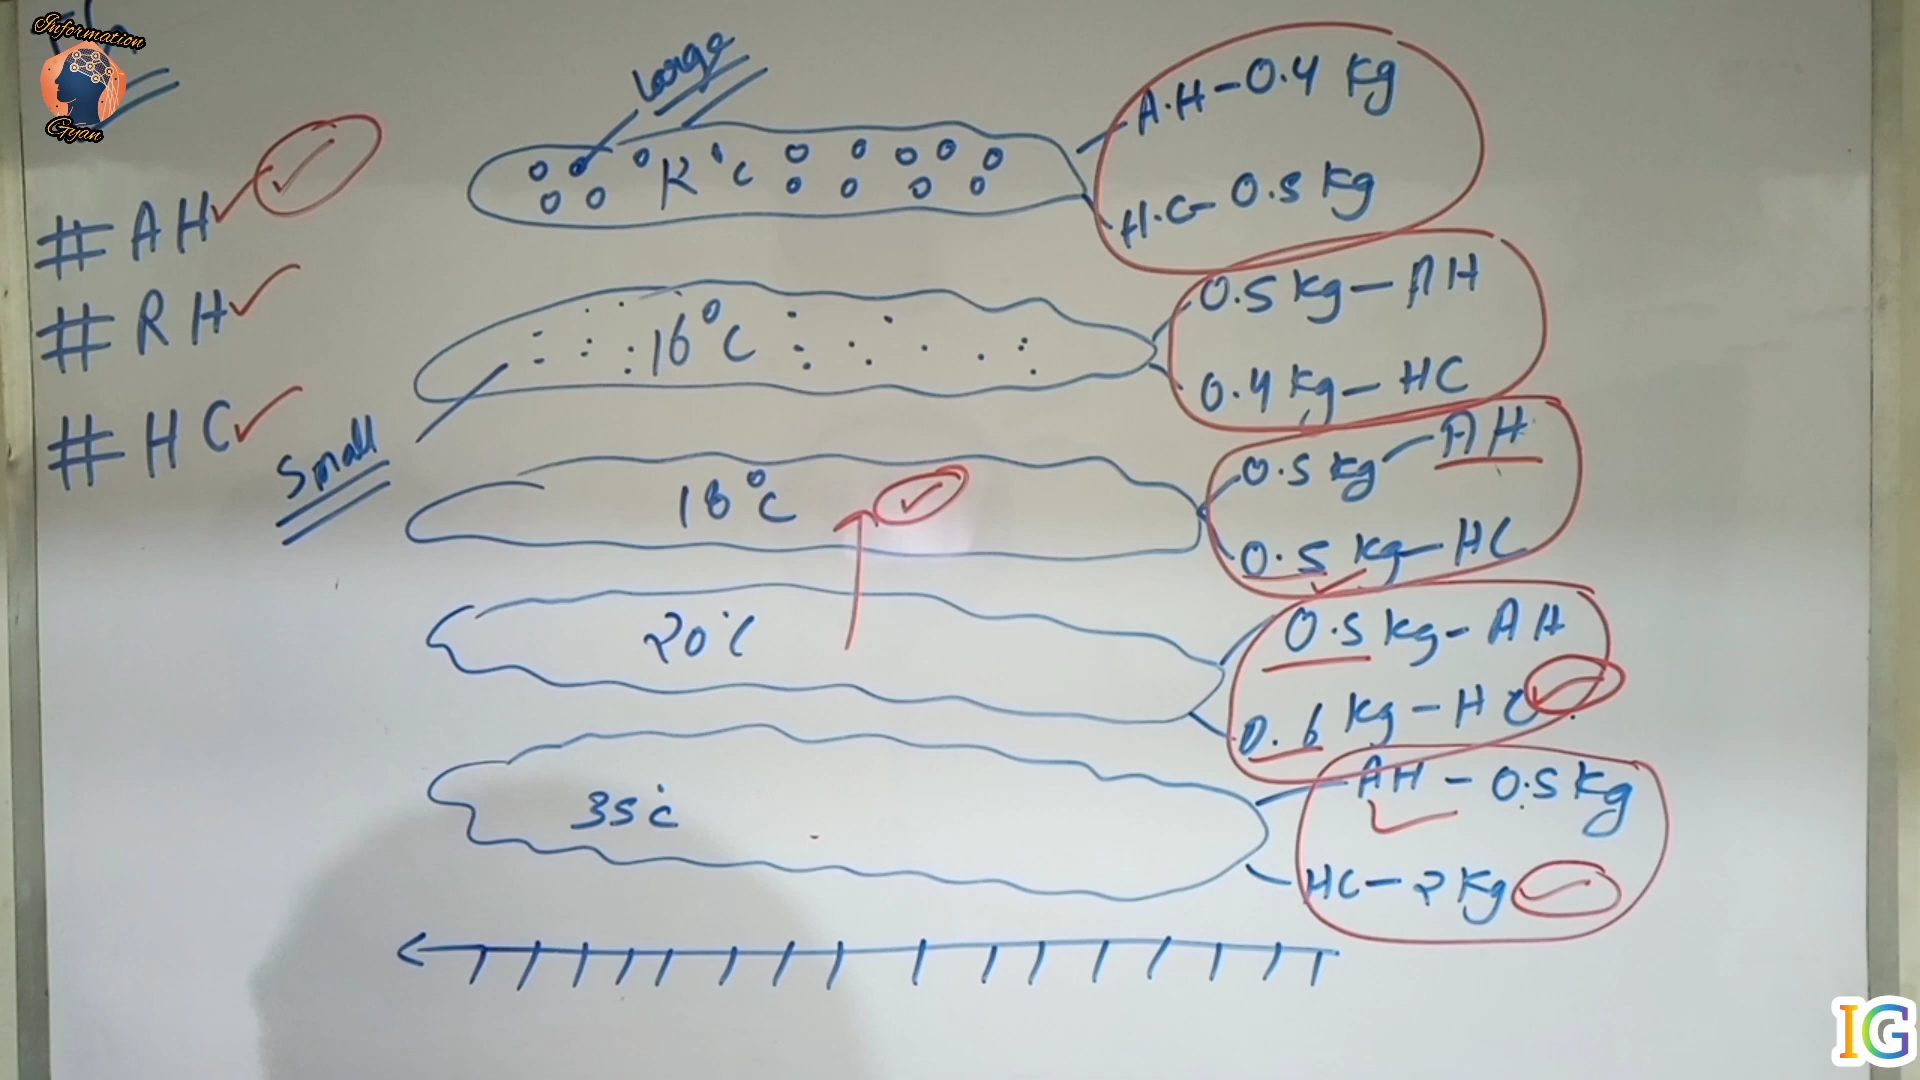 Information
Gyan
# AH
# RH
# HC
Large
Small
12°C
A.H-0.4 Kg
H.C-0.5 Kg
16°C
0.5 Kg-AH
0.4 Kg-HC
18°C
0.5 Kg-AH
0.5 Kg-HC
20°C
0.5 Kg-AH
0.6 Kg-HC
35°C
AH-0.5 Kg
HC-2 Kg
IG